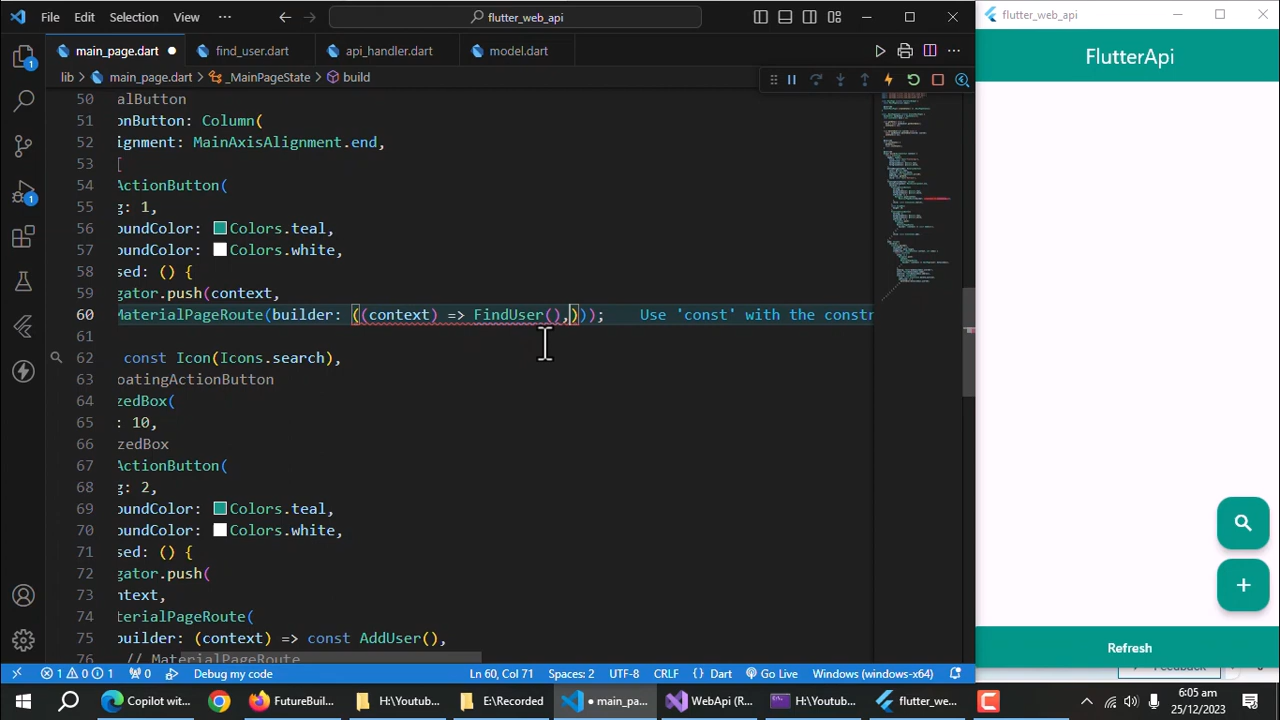 File Edit Selection View ··· flutter_web_api
main_page.dart find_user.dart api_handler.dart model.dart
lib > main_page.dart > _MainPageState > build
50 alButton
51 onButton: Column(
52 ignment: MainAxisAlignment.end,
53 [
54 ActionButton(
55 g: 1,
56 oundColor: Colors.teal,
57 oundColor: Colors.white,
58 sed: () {
59 gator.push(context,
60 MaterialPageRoute(builder: ((context) => FindUser(),))); Use 'const' with the constr
61
62 const Icon(Icons.search),
63 oatingActionButton
64 zedBox(
65 : 10,
66 zedBox
67 ActionButton(
68 g: 2,
69 oundColor: Colors.teal,
70 oundColor: Colors.white,
71 sed: () {
72 gator.push(
73 ntext,
74 terialPageRoute(
75 builder: (context) => const AddUser(),
76 // MaterialPageRoute
1 0 1 0 Debug my code Ln 60, Col 71 Spaces: 2 UTF-8 CRLF {} Dart Go Live Windows (windows-x64)
flutter_web_api
FlutterApi
Refresh
Feedback
Copilot wit... FutureBuil... H:\Youtub... E:\Recorded main_pa... WebApi (R... H:\Youtub... flutter_we...
6:05 am
25/12/2023